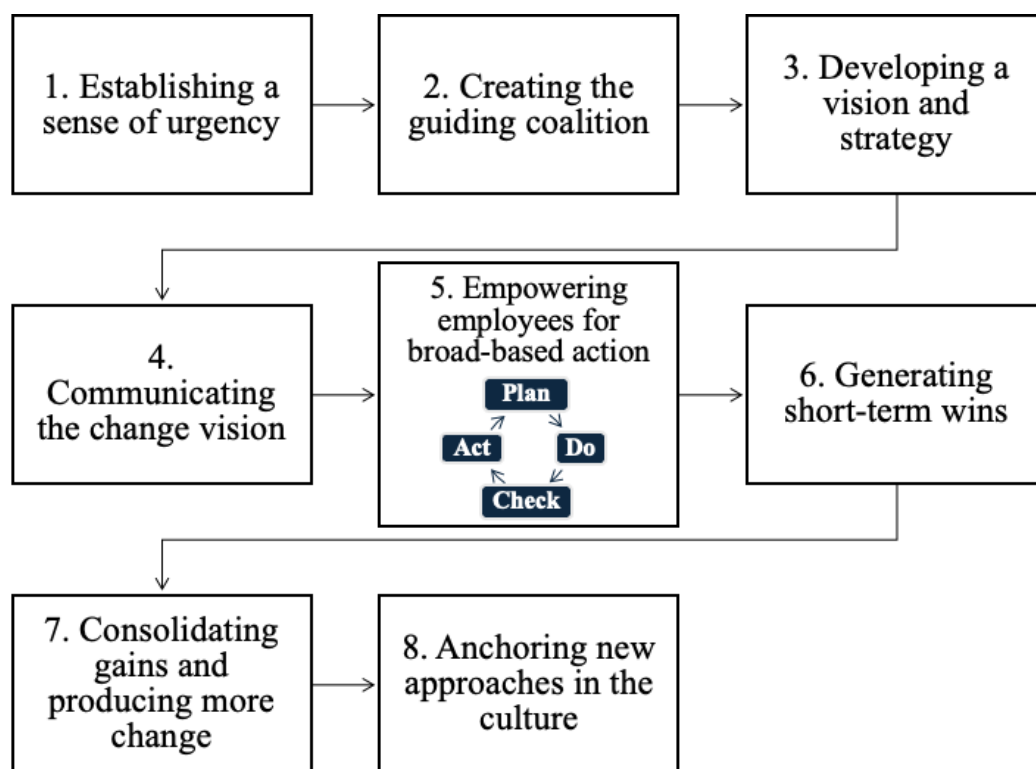 1. Establishing a
sense of urgency
2. Creating the
guiding coalition
3. Developing a
vision and
strategy
4.
Communicating
the change vision
5. Empowering
employees for
broad-based action
Plan
Do
Check
Act
6. Generating
short-term wins
7. Consolidating
gains and
producing more
change
8. Anchoring new
approaches in the
culture